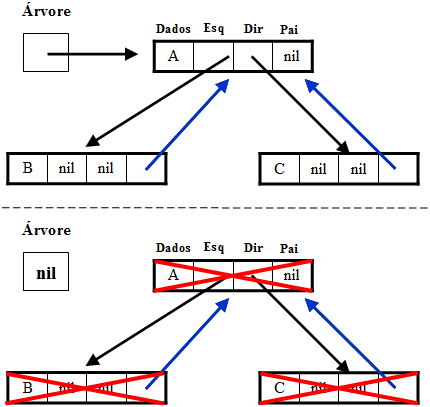 Árvore
Dados Esq Dir Pai
A nil
B nil nil
C nil nil
Árvore
nil
Dados Esq Dir Pai
A nil
B nil nil
C nil nil